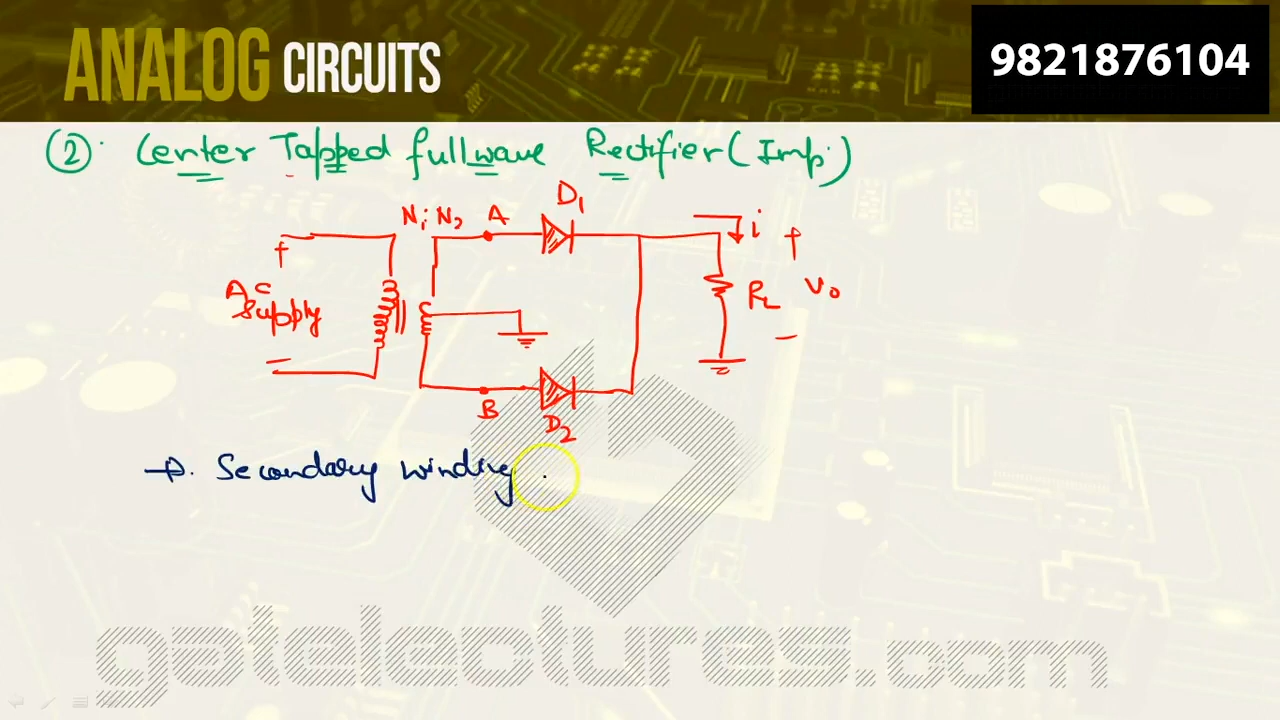 ANALOG CIRCUITS
9821876104
(2). Center Tapped fullwave Rectifier (Imp.)
N1 : N2 A D1
i
+ +
AC Supply RL Vo
- -
B D2
→ Secondary winding
gatelectures.com